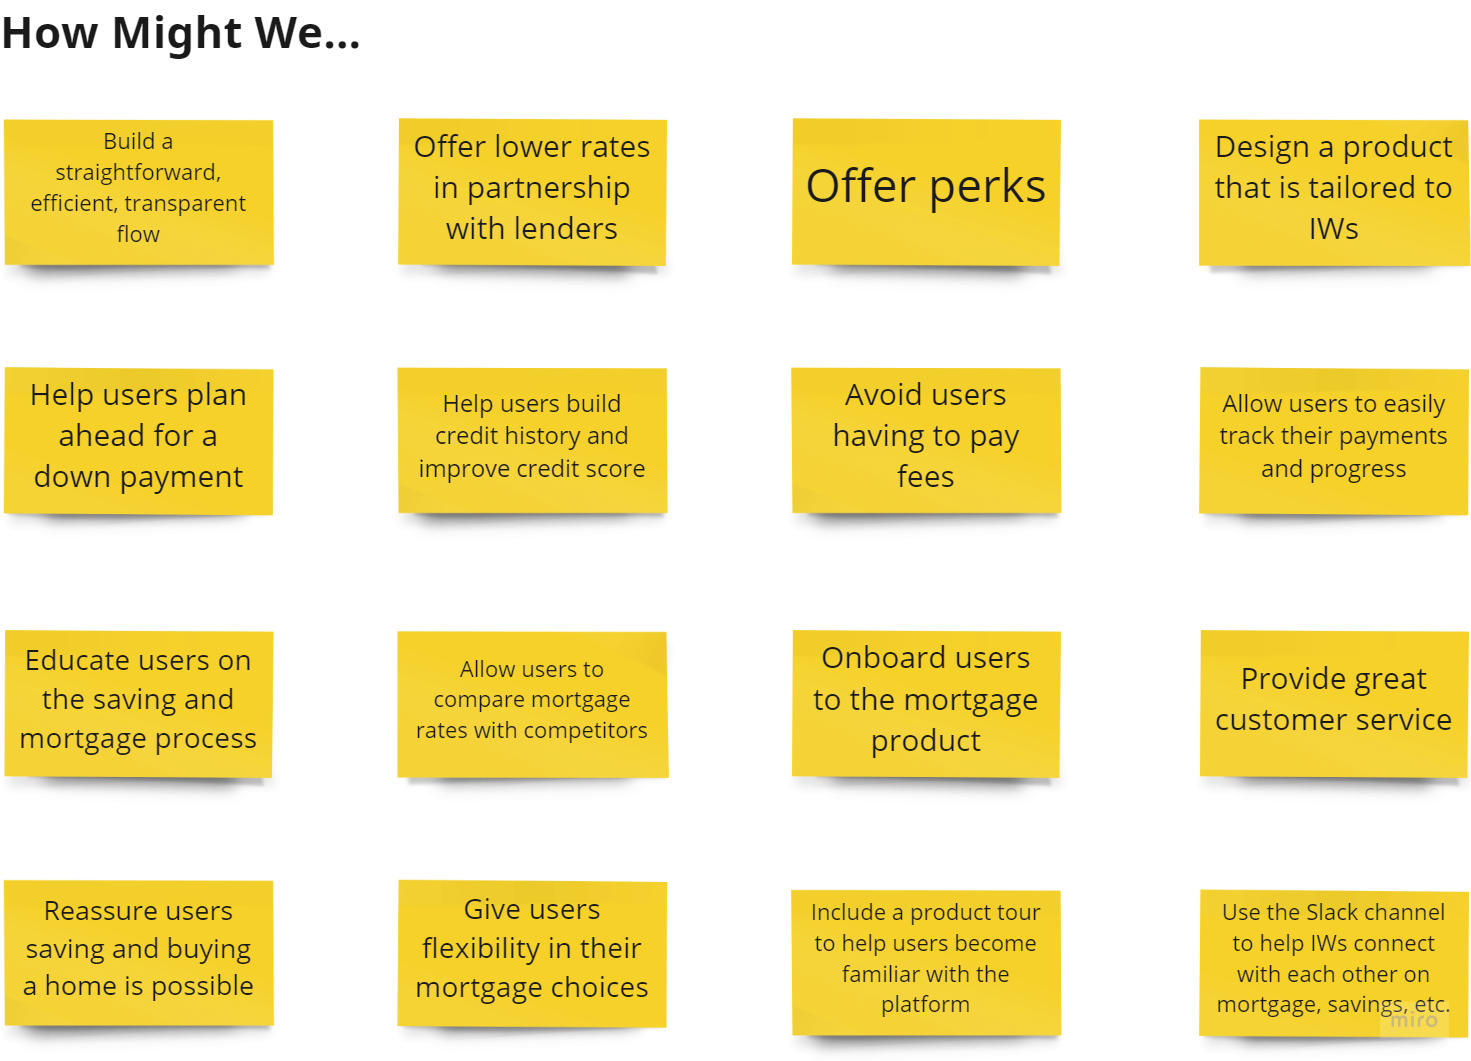 How Might We...
Build a
straightforward,
efficient, transparent
flow
Offer lower rates
in partnership
with lenders
Offer perks
Design a product
that is tailored to
IWs
Help users plan
ahead for a
down payment
Help users build
credit history and
improve credit score
Avoid users
having to pay
fees
Allow users to easily
track their payments
and progress
Educate users on
the saving and
mortgage process
Allow users to
compare mortgage
rates with competitors
Onboard users
to the mortgage
product
Provide great
customer service
Reassure users
saving and buying
a home is possible
Give users
flexibility in their
mortgage choices
Include a product tour
to help users become
familiar with the
platform
Use the Slack channel
to help IWs connect
with each other on
mortgage, savings, etc.
miro